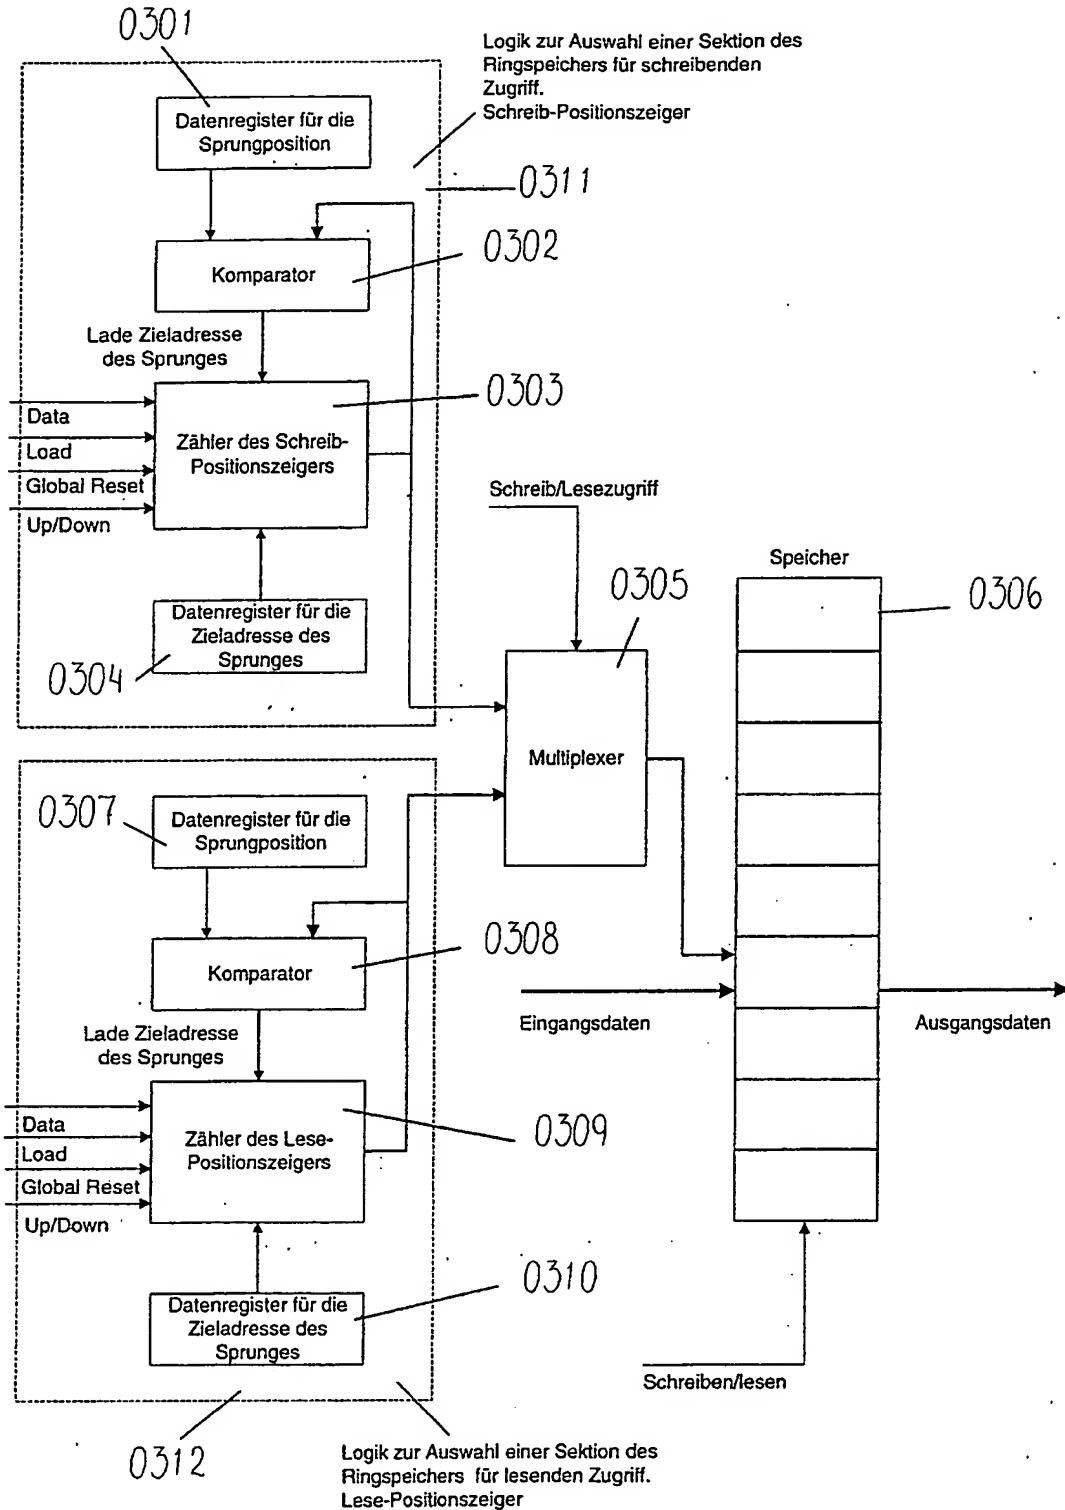 0301
Logik zur Auswahl einer Sektion des
Ringspeichers für schreibenden
Zugriff.
Schreib-Positionszeiger
Datenregister für die
Sprungposition
0311
0302
Komparator
Lade Zieladresse
des Sprunges
0303
Data
Load
Global Reset
Up/Down
Zähler des Schreib-
Positionszeigers
Schreib/Lesezugriff
Speicher
0305
0306
Datenregister für die
Zieladresse des
Sprunges
0304
Multiplexer
0307
Datenregister für die
Sprungposition
0308
Komparator
Eingangsdaten
Ausgangsdaten
Lade Zieladresse
des Sprunges
0309
Data
Load
Global Reset
Up/Down
Zähler des Lese-
Positionszeigers
0310
Datenregister für die
Zieladresse des
Sprunges
Schreiben/lesen
0312
Logik zur Auswahl einer Sektion des
Ringspeichers für lesenden Zugriff.
Lese-Positionszeiger